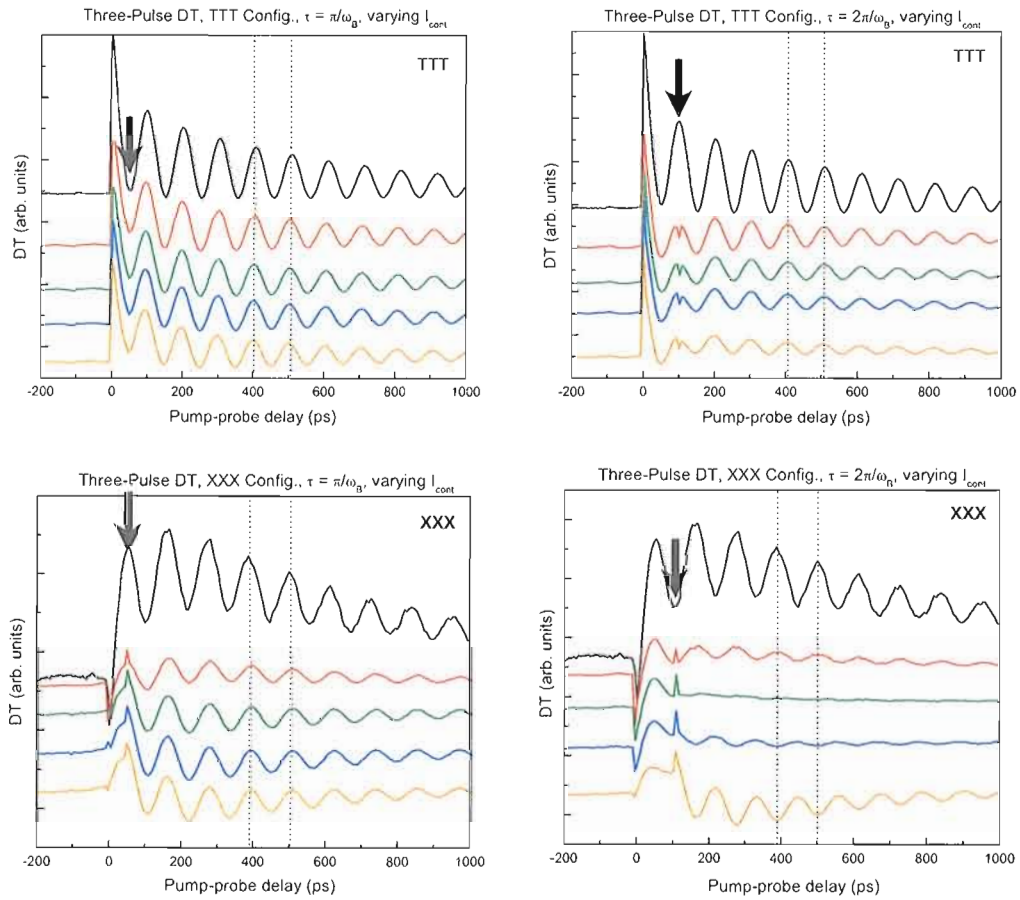 Three-Pulse DT, TTT Config., τ = π/ω_B, varying I_cont
TTT
DT (arb. units)
-200 0 200 400 600 800 1000
Pump-probe delay (ps)
Three-Pulse DT, TTT Config., τ = 2π/ω_B, varying I_cont
TTT
DT (arb. units)
-200 0 200 400 600 800 1000
Pump-probe delay (ps)
Three-Pulse DT, XXX Config., τ = π/ω_B, varying I_cont
XXX
DT (arb. units)
-200 0 200 400 600 800 1000
Pump-probe delay (ps)
Three-Pulse DT, XXX Config., τ = 2π/ω_B, varying I_cont
XXX
DT (arb. units)
-200 0 200 400 600 800 1000
Pump-probe delay (ps)